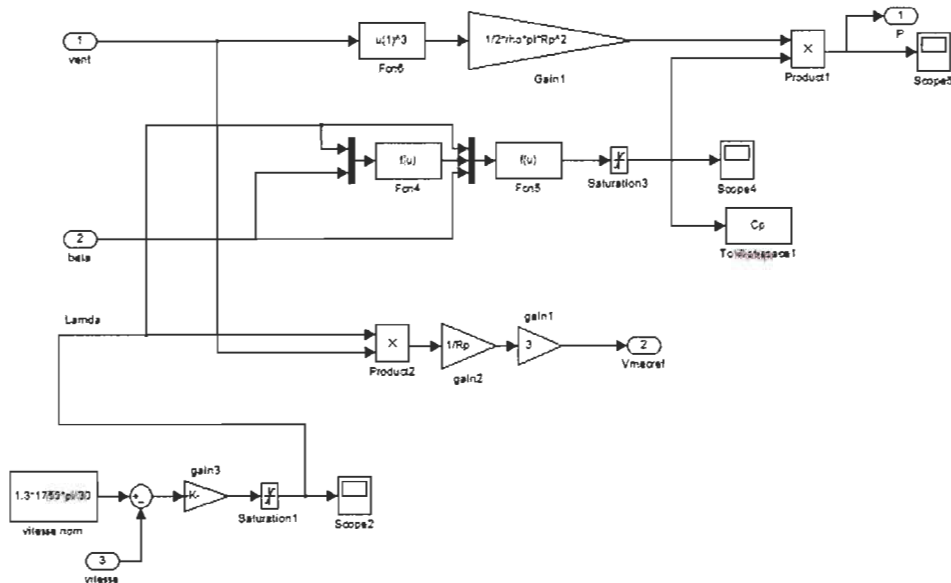 1
vent
u(1)^3
Fcn6
1/2*rho*pi*Rp^2
Gain1
×
Product1
1
P
Scope5
f(u)
Fcn4
f(u)
Fcn5
Saturation3
Scope4
2
beta
Cp
Lamda
×
Product2
1/Rp
gain2
gain1
3
2
Vmecref
gain3
K-
Saturation1
Scope2
vitesse nom
3
vitesse